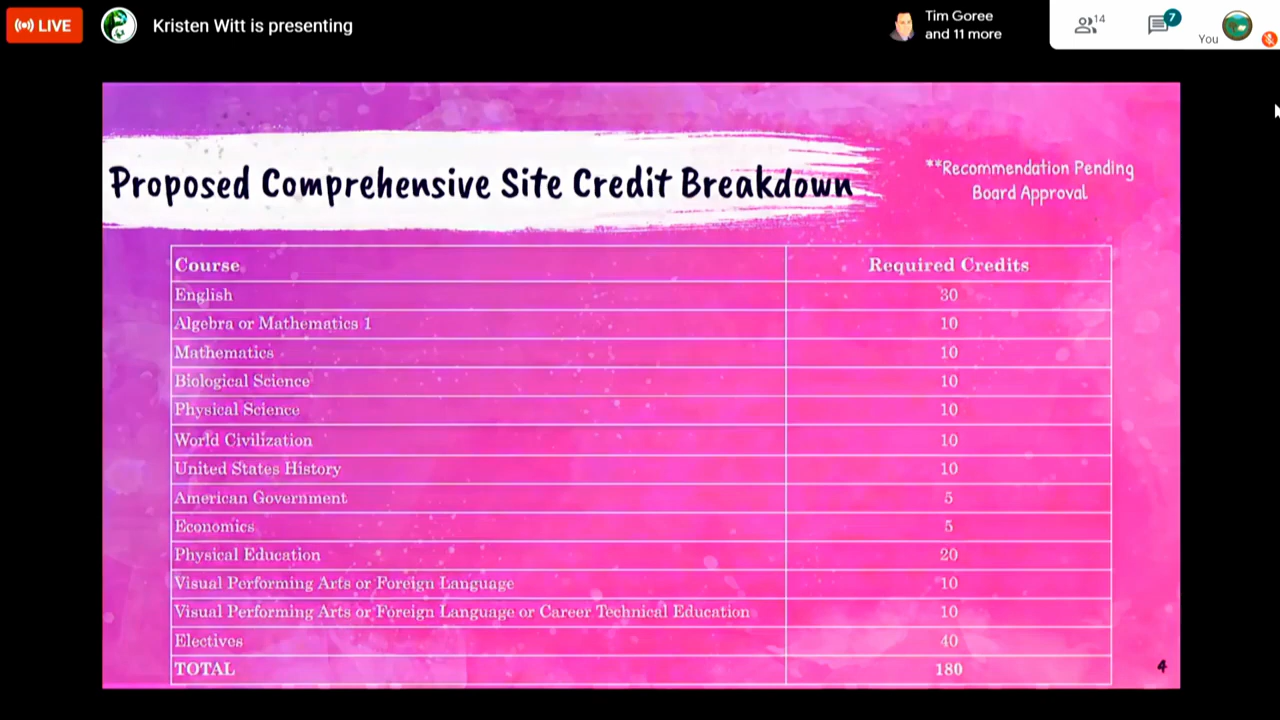 LIVE
Kristen Witt is presenting
Tim Goree
and 11 more
14
7
You
Proposed Comprehensive Site Credit Breakdown
**Recommendation Pending
Board Approval
Course Required Credits
English 30
Algebra or Mathematics 1 10
Mathematics 10
Biological Science 10
Physical Science 10
World Civilization 10
United States History 10
American Government 5
Economics 5
Physical Education 20
Visual Performing Arts or Foreign Language 10
Visual Performing Arts or Foreign Language or Career Technical Education 10
Electives 40
TOTAL 180
4